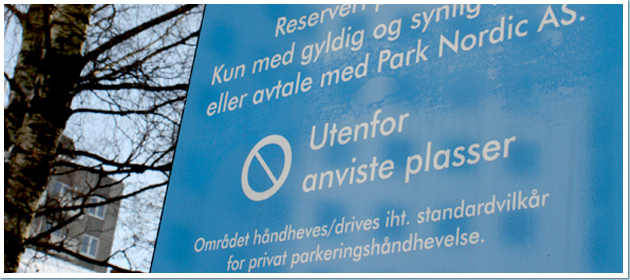 Reserven
Kun med gyldig og synlig
eller avtale med Park Nordic AS.
Utenfor
anviste plasser
Området håndheves/drives iht. standardvilkår
for privat parkeringshåndhevelse.